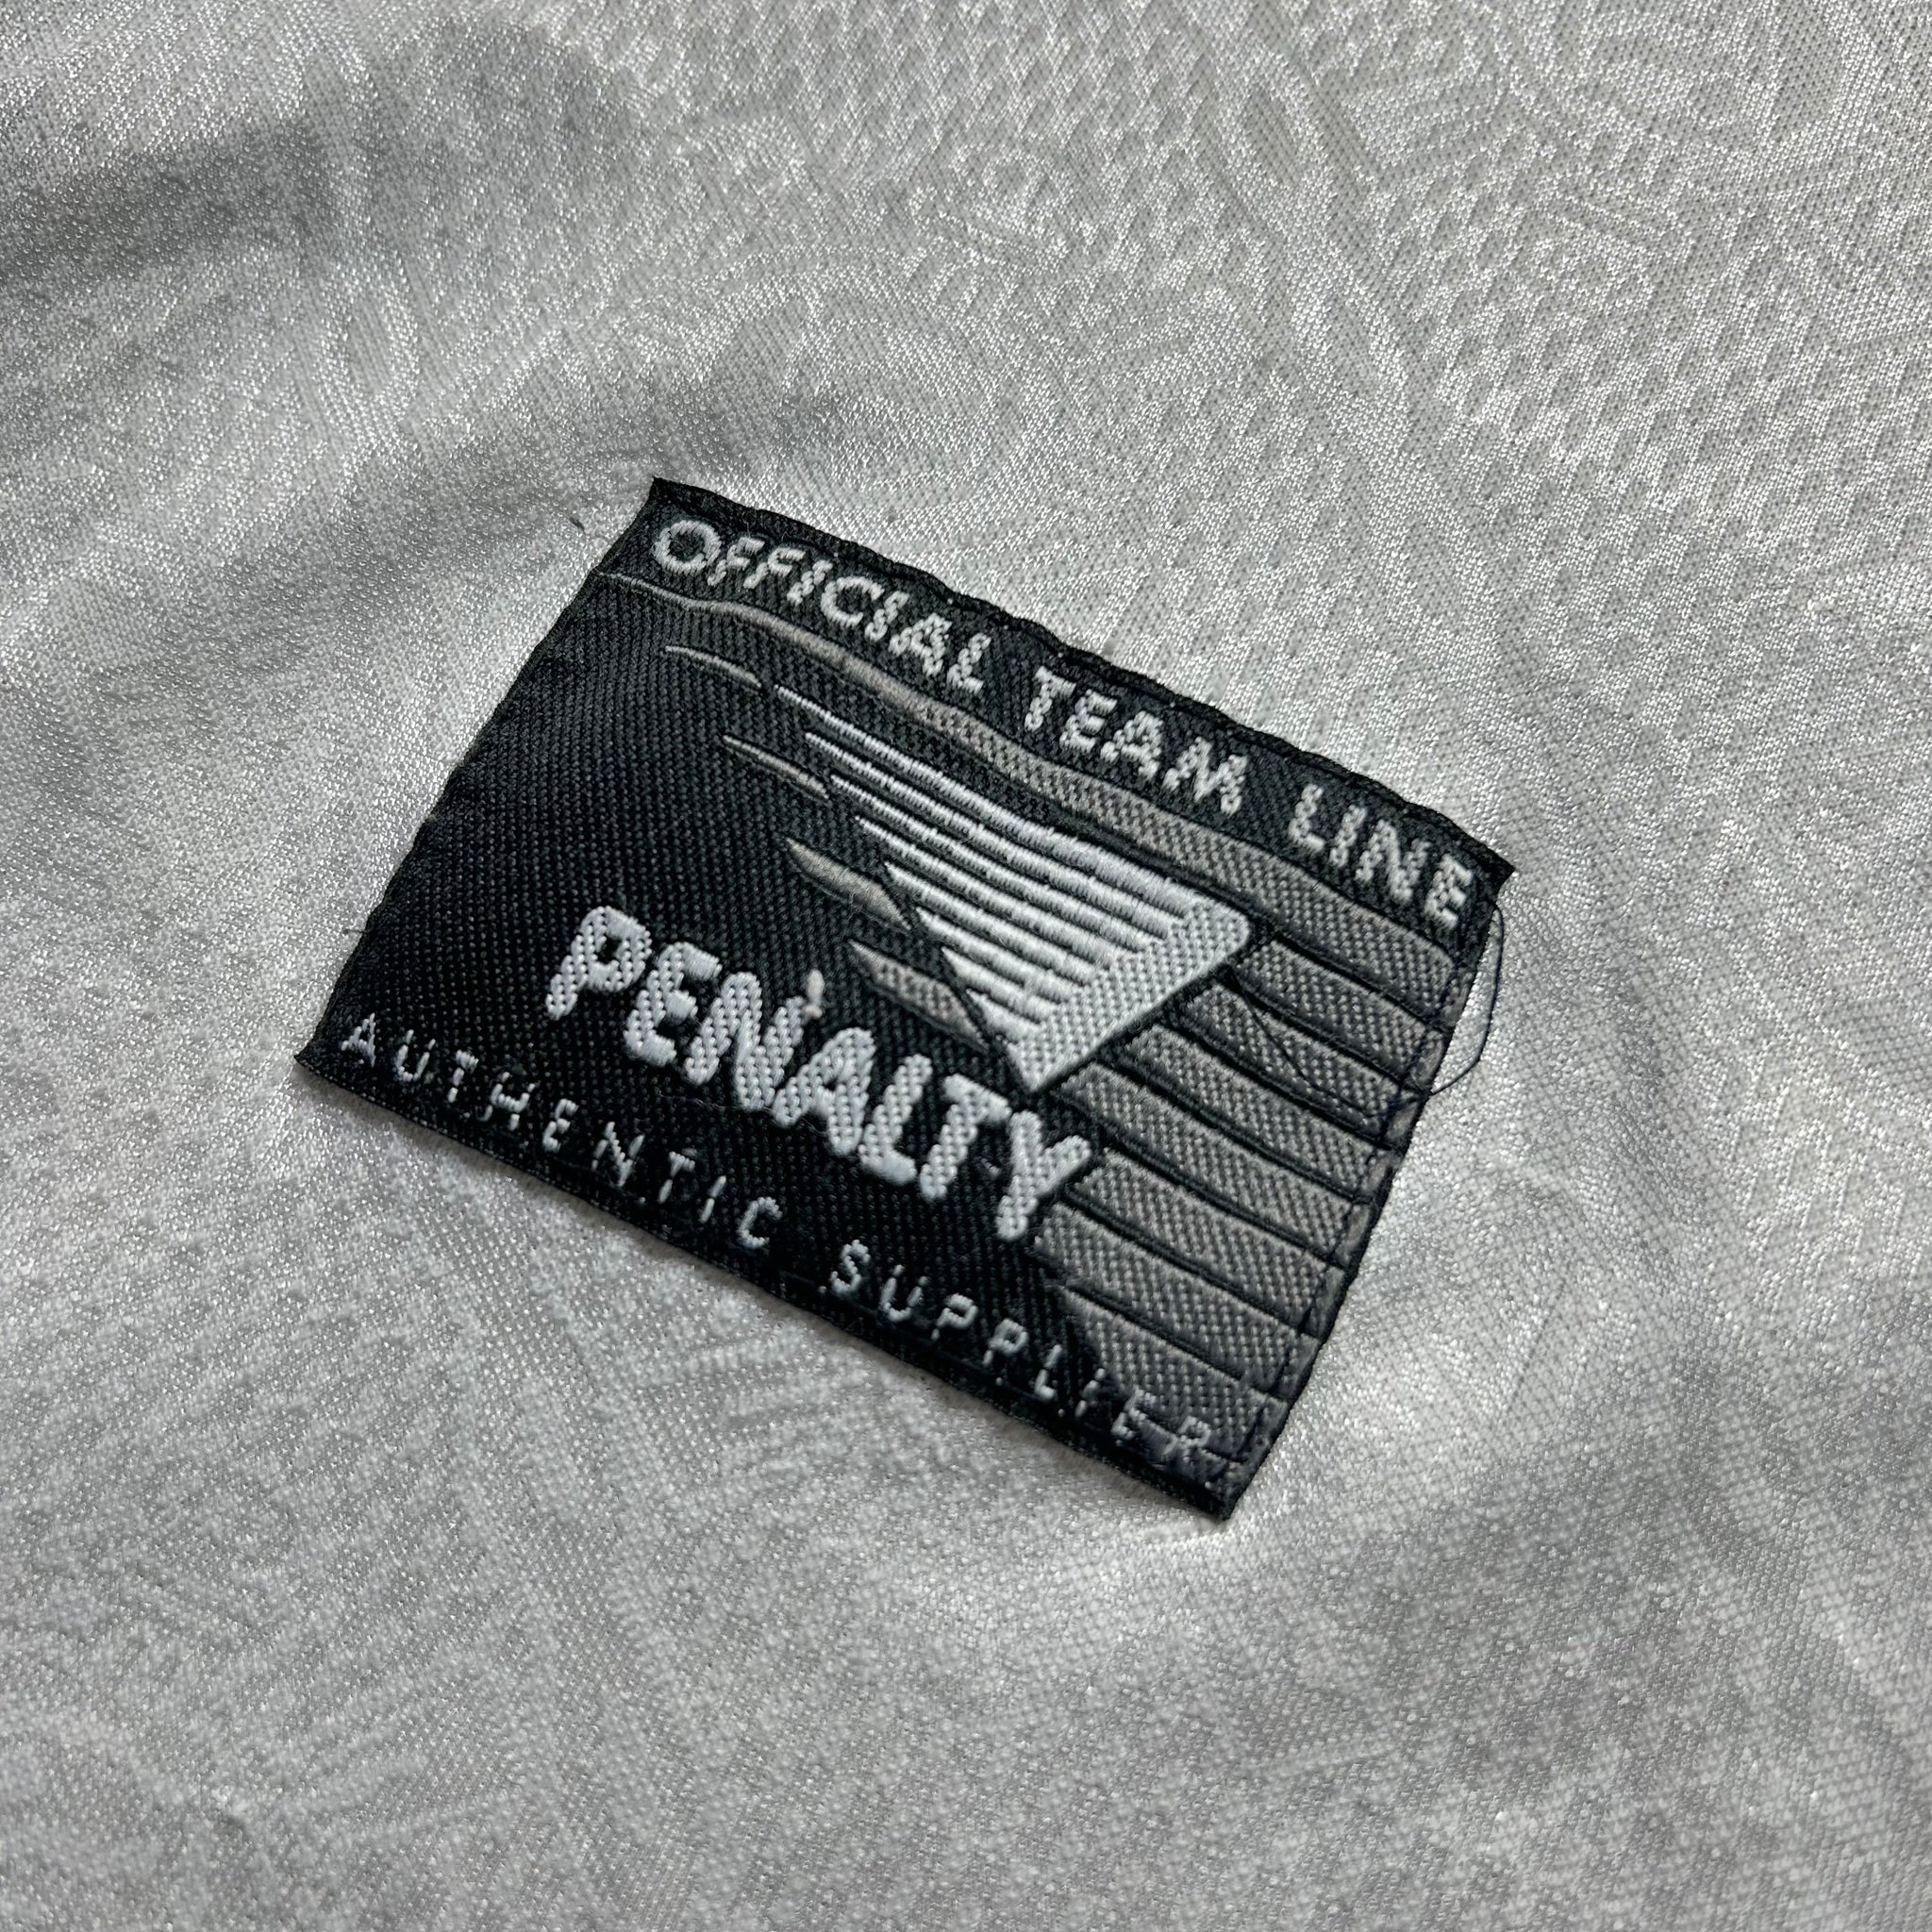 OFFICIAL TEAM LINE
PENALTY
AUTHENTIC SUPPLIER